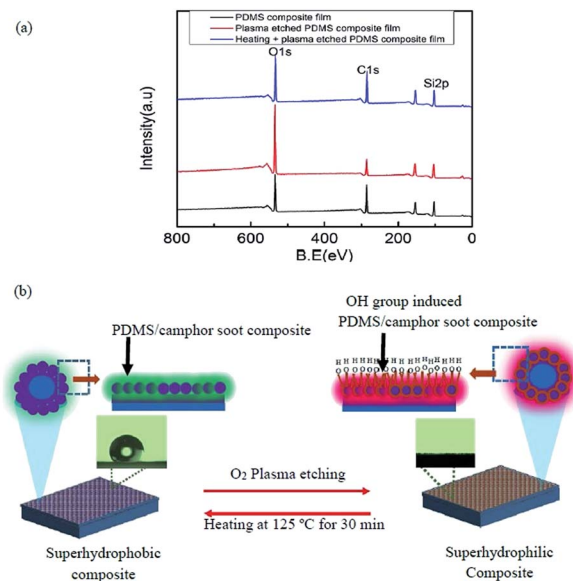 (a)
PDMS composite film
Plasma etched PDMS composite film
Heating + plasma etched PDMS composite film
O1s
C1s
Si2p
Intensity(a.u)
800
600
400
200
0
B.E(eV)
(b)
OH group induced
PDMS/camphor soot composite
PDMS/camphor soot composite
H H HHHH H H H H H H H H
O O O O O O O O O O O O O O
O2 Plasma etching
Heating at 125 °C for 30 min
Superhydrophobic
composite
Superhydrophilic
Composite